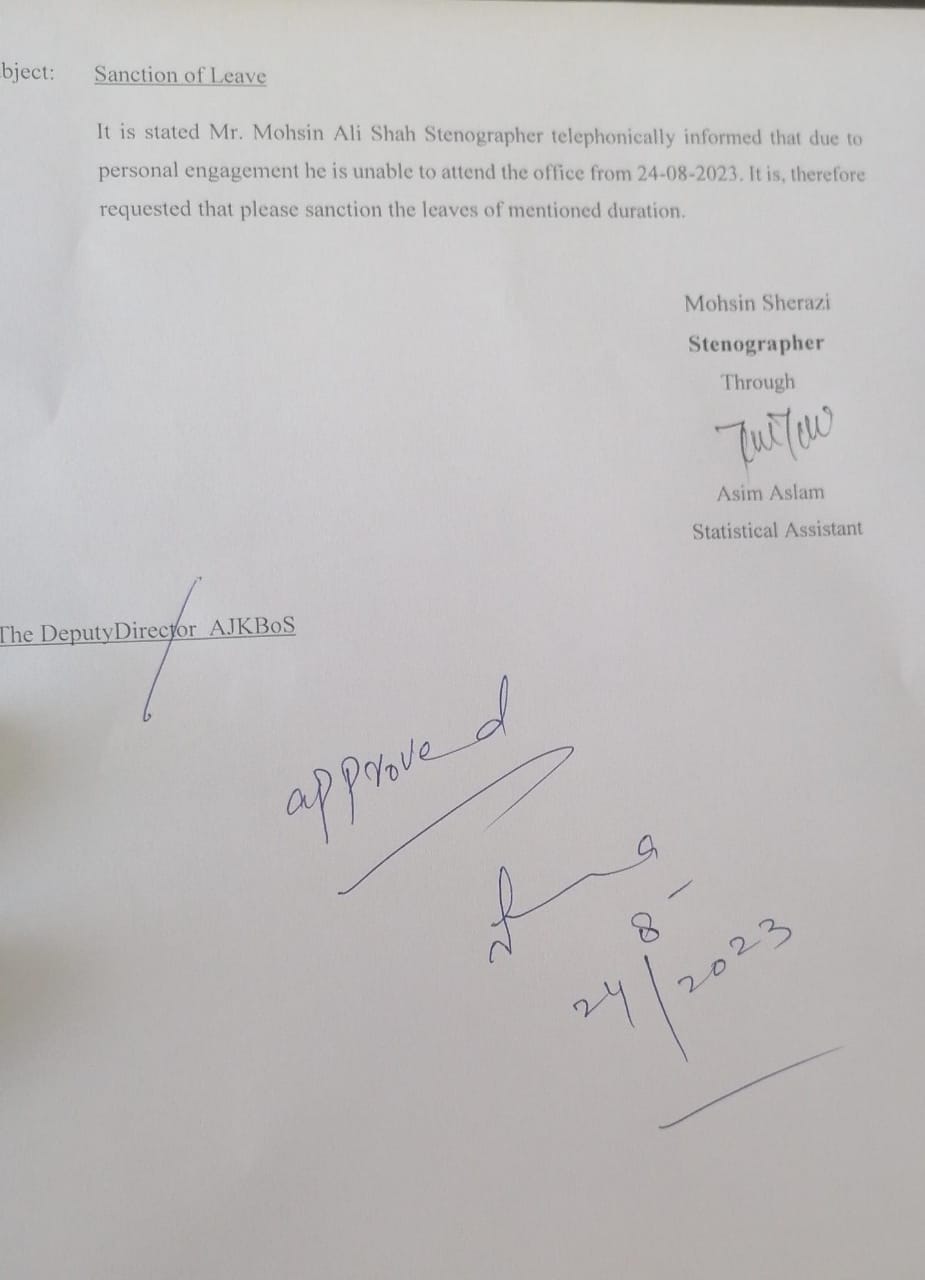 bject: Sanction of Leave
It is stated Mr. Mohsin Ali Shah Stenographer telephonically informed that due to
personal engagement he is unable to attend the office from 24-08-2023. It is, therefore
requested that please sanction the leaves of mentioned duration.
Mohsin Sherazi
Stenographer
Through
Asim Aslam
Statistical Assistant
The DeputyDirector AJKBoS
approved
24/8-2023